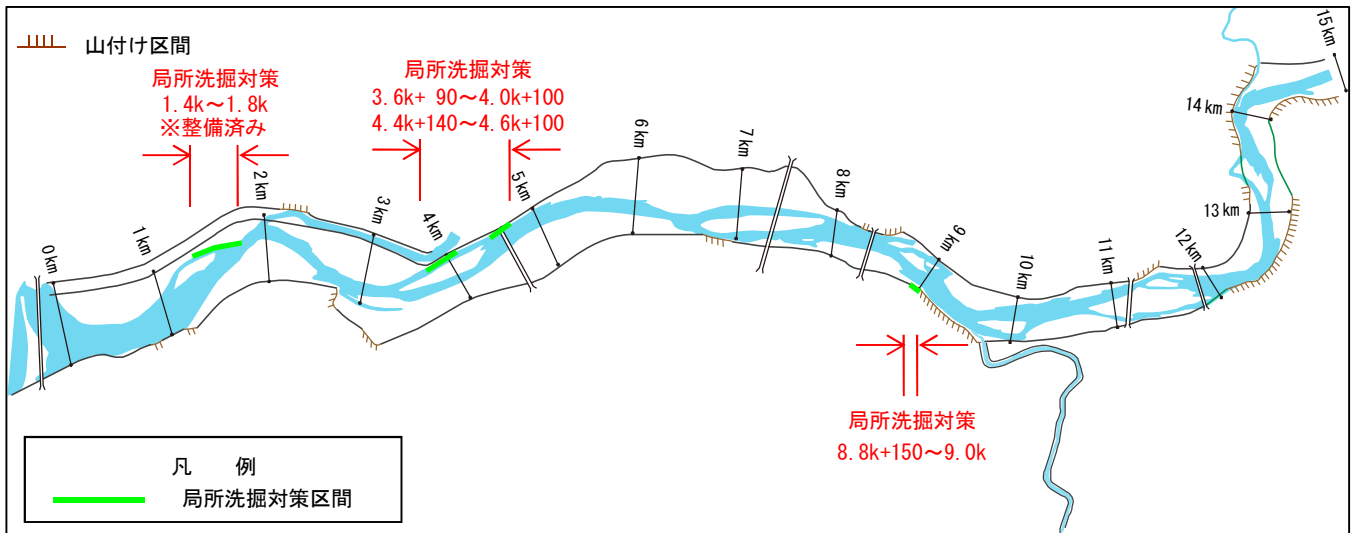 山付け区間
局所洗掘対策
1.4k～1.8k
※整備済み
局所洗掘対策
3.6k+ 90～4.0k+100
4.4k+140～4.6k+100
0km
1km
2km
3km
4km
5km
6km
7km
8km
9km
10km
11km
12km
13km
14km
15km
局所洗掘対策
8.8k+150～9.0k
凡　例
局所洗掘対策区間